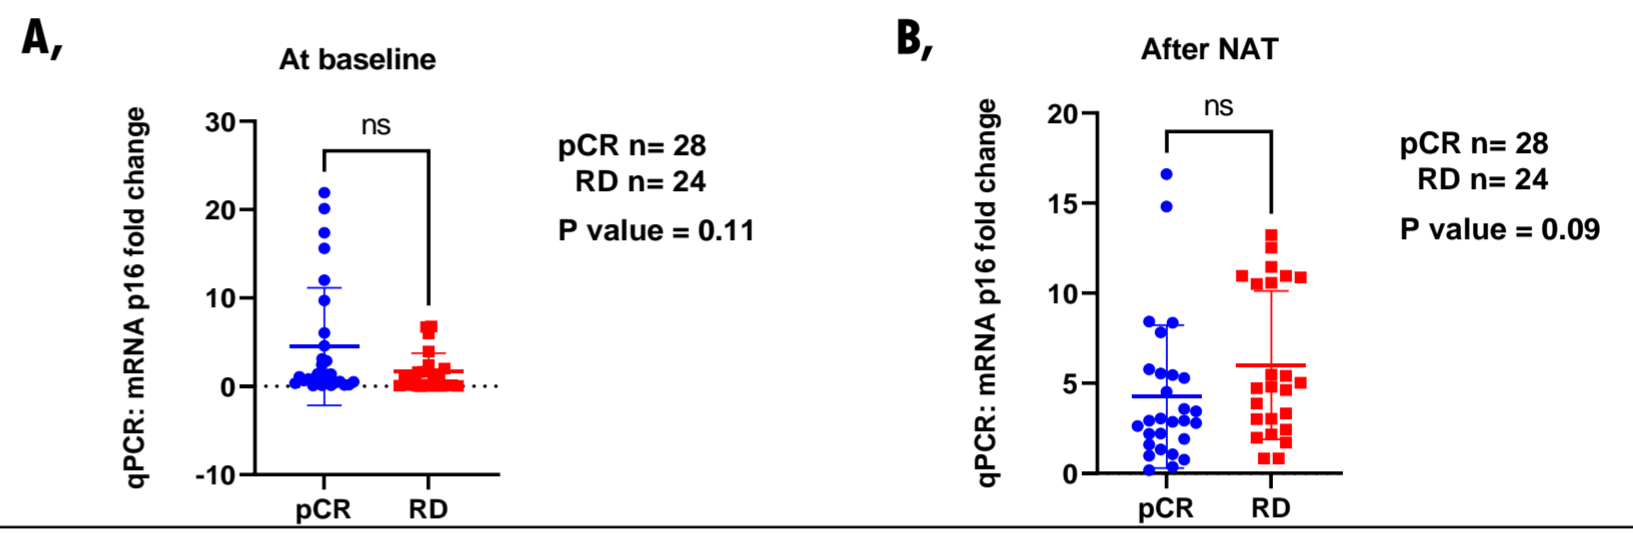 A,
At baseline
qPCR: mRNA p16 fold change
30
20
10
0
-10
ns
pCR
RD
pCR n= 28
RD n= 24
P value = 0.11
B,
After NAT
qPCR: mRNA p16 fold change
20
15
10
5
0
ns
pCR
RD
pCR n= 28
RD n= 24
P value = 0.09